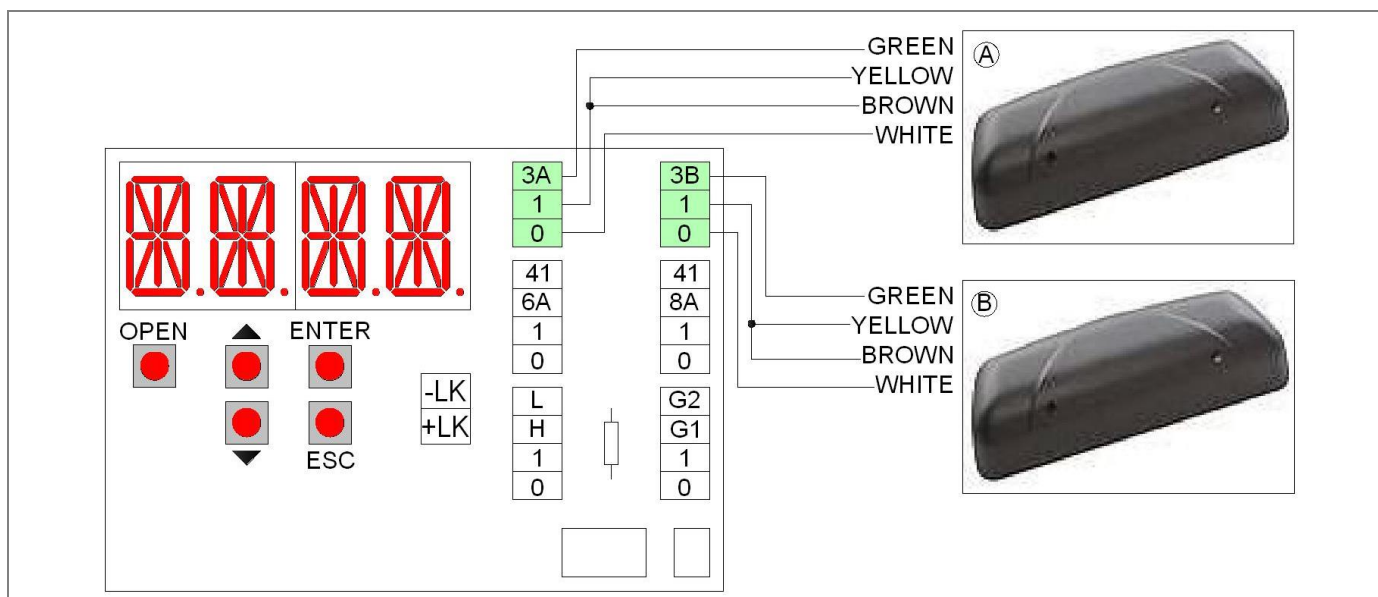 GREEN
YELLOW
BROWN
WHITE
A
3A
1
0
3B
1
0
41
6A
1
0
41
8A
1
0
GREEN
YELLOW
BROWN
WHITE
B
OPEN
ENTER
ESC
-LK
+LK
L
H
1
0
G2
G1
1
0